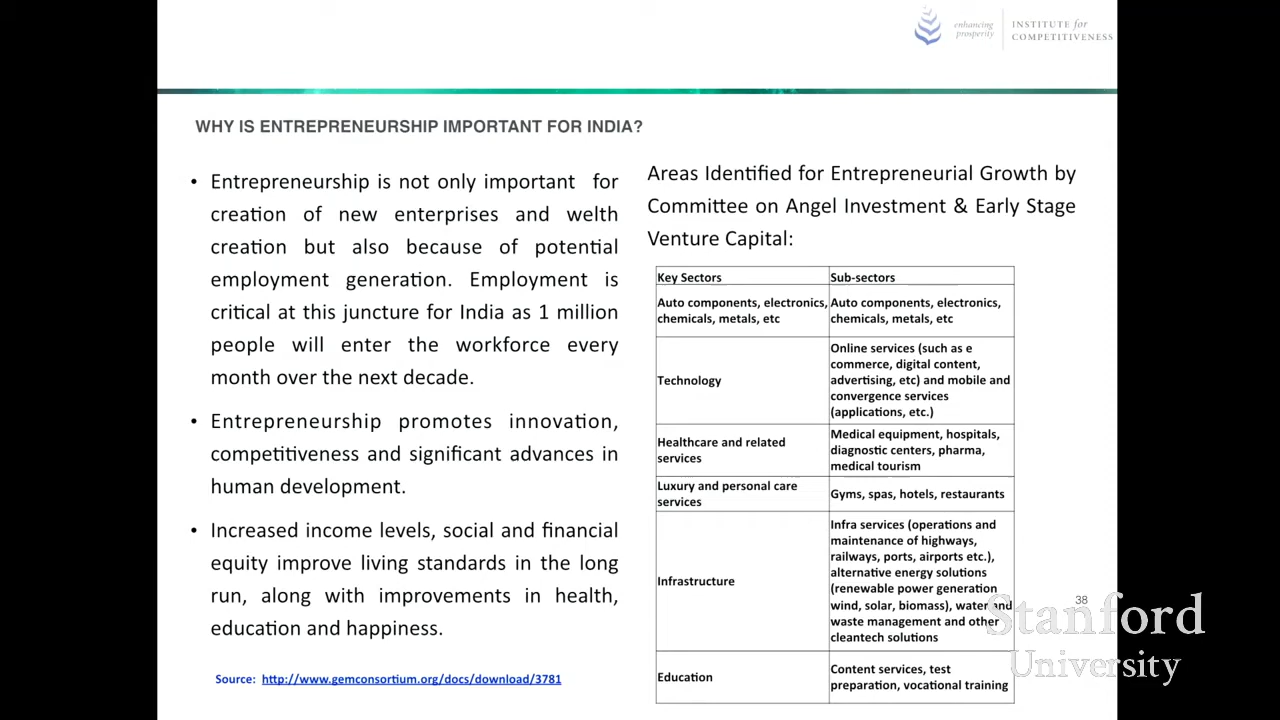 enhancing
prosperity
INSTITUTE for
COMPETITIVENESS
WHY IS ENTREPRENEURSHIP IMPORTANT FOR INDIA?
• Entrepreneurship is not only important for
creation of new enterprises and welth
creation but also because of potential
employment generation. Employment is
critical at this juncture for India as 1 million
people will enter the workforce every
month over the next decade.
• Entrepreneurship promotes innovation,
competitiveness and significant advances in
human development.
• Increased income levels, social and financial
equity improve living standards in the long
run, along with improvements in health,
education and happiness.
Source: http://www.gemconsortium.org/docs/download/3781
Areas Identified for Entrepreneurial Growth by
Committee on Angel Investment & Early Stage
Venture Capital:
Key Sectors
Sub-sectors
Auto components, electronics,
chemicals, metals, etc
Auto components, electronics,
chemicals, metals, etc
Technology
Online services (such as e
commerce, digital content,
advertising, etc) and mobile and
convergence services
(applications, etc.)
Healthcare and related
services
Medical equipment, hospitals,
diagnostic centers, pharma,
medical tourism
Luxury and personal care
services
Gyms, spas, hotels, restaurants
Infrastructure
Infra services (operations and
maintenance of highways,
railways, ports, airports etc.),
alternative energy solutions
(renewable power generation
wind, solar, biomass), water and
waste management and other
cleantech solutions
Education
Content services, test
preparation, vocational training
38
Stanford
University